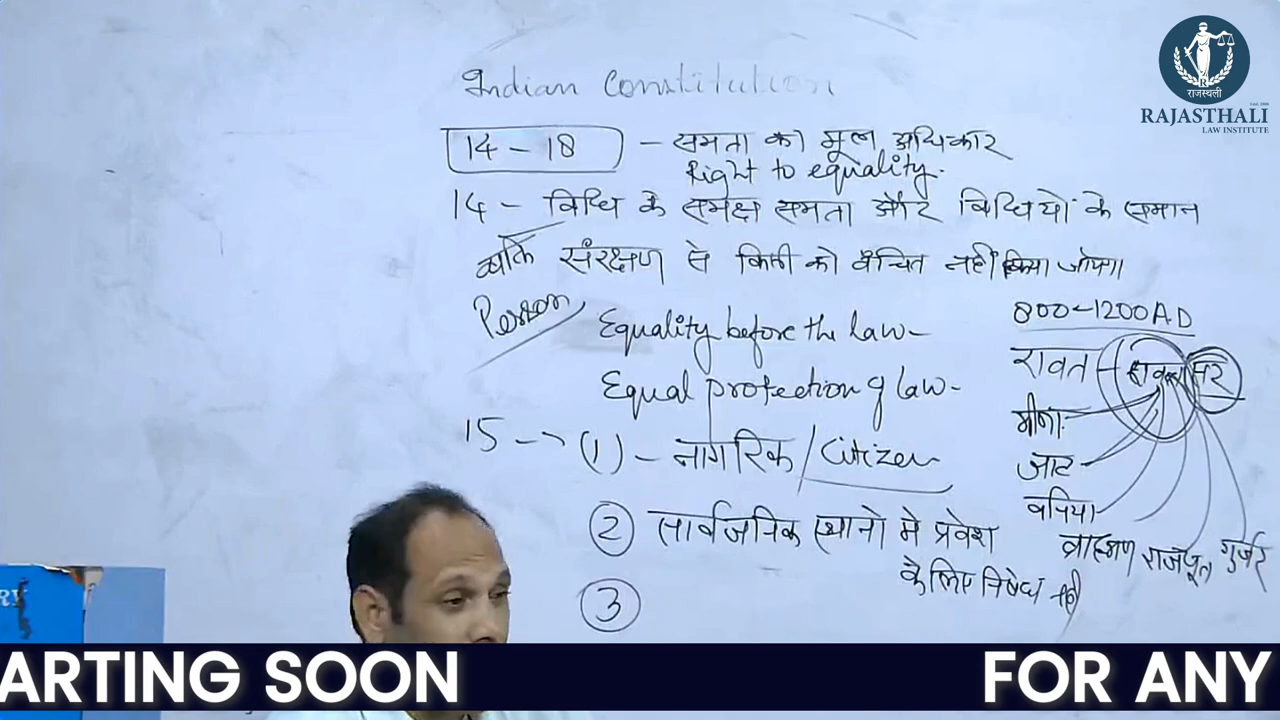 Indian Constitution
14 - 18 - समता का मूल अधिकार
Right to equality.
14 - विधि के समक्ष समता और विधियों के समान
व्यक्ति संरक्षण से किसी को वंचित नहीं किया जाएगा
Person
Equality before the law -
Equal protection of law -
15 -> (1) - नागरिक / Citizen
② सार्वजनिक स्थानो मे प्रवेश
के लिए निषेध नही
③
800-1200AD
रावत -
सर
मीणा
जाट
बनिया
ब्राह्मण राजपूत गुर्जर
राजस्थली
RAJASTHALI
LAW INSTITUTE
ARTING SOON
FOR ANY